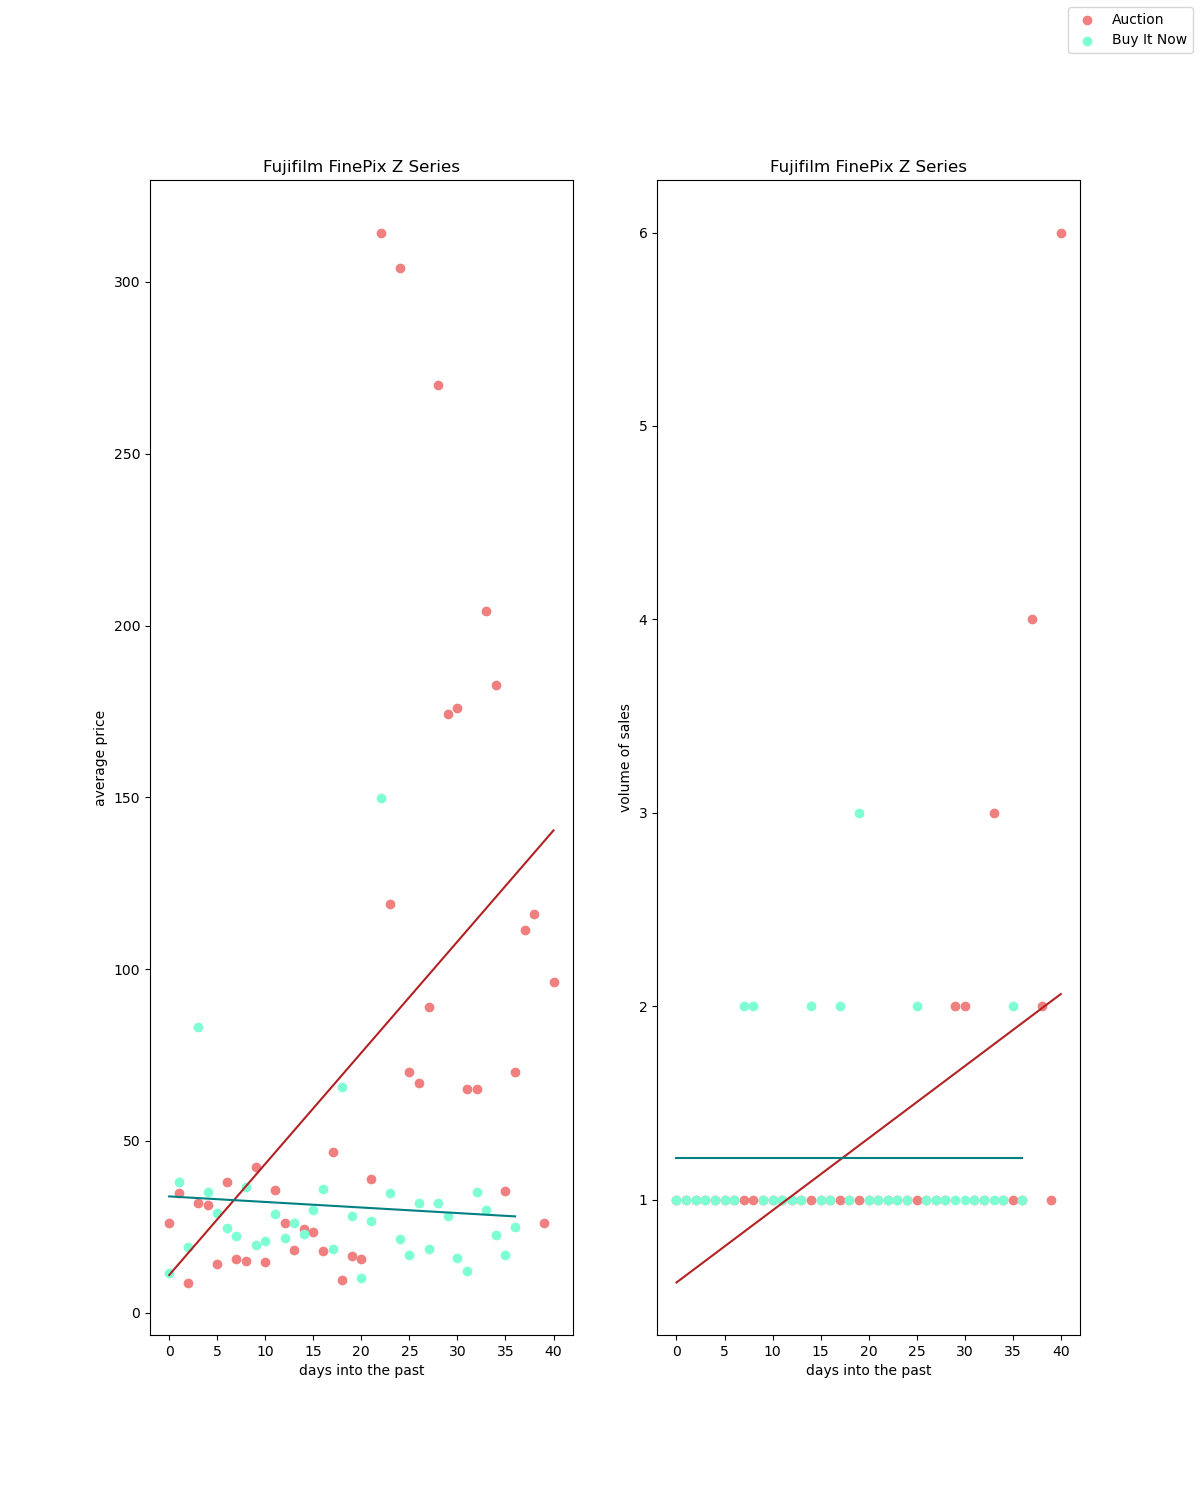 Auction
Buy It Now
Fujifilm FinePix Z Series
average price
300
250
200
150
100
50
0
0 5 10 15 20 25 30 35 40
days into the past
Fujifilm FinePix Z Series
volume of sales
6
5
4
3
2
1
0 5 10 15 20 25 30 35 40
days into the past